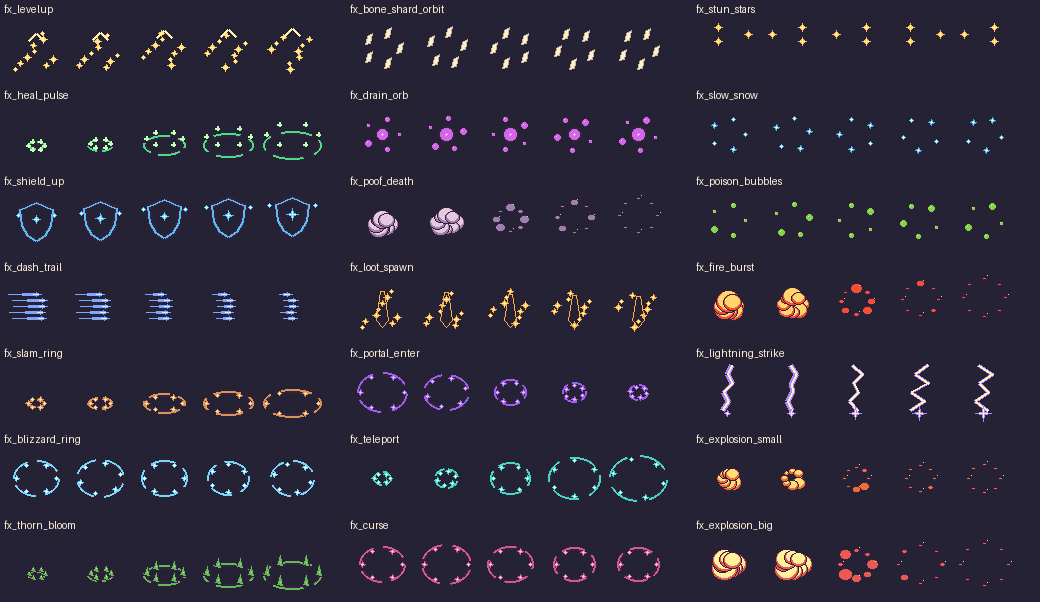 fx_levelup
fx_bone_shard_orbit
fx_stun_stars
fx_heal_pulse
fx_drain_orb
fx_slow_snow
fx_shield_up
fx_poof_death
fx_poison_bubbles
fx_dash_trail
fx_loot_spawn
fx_fire_burst
fx_slam_ring
fx_portal_enter
fx_lightning_strike
fx_blizzard_ring
fx_teleport
fx_explosion_small
fx_thorn_bloom
fx_curse
fx_explosion_big